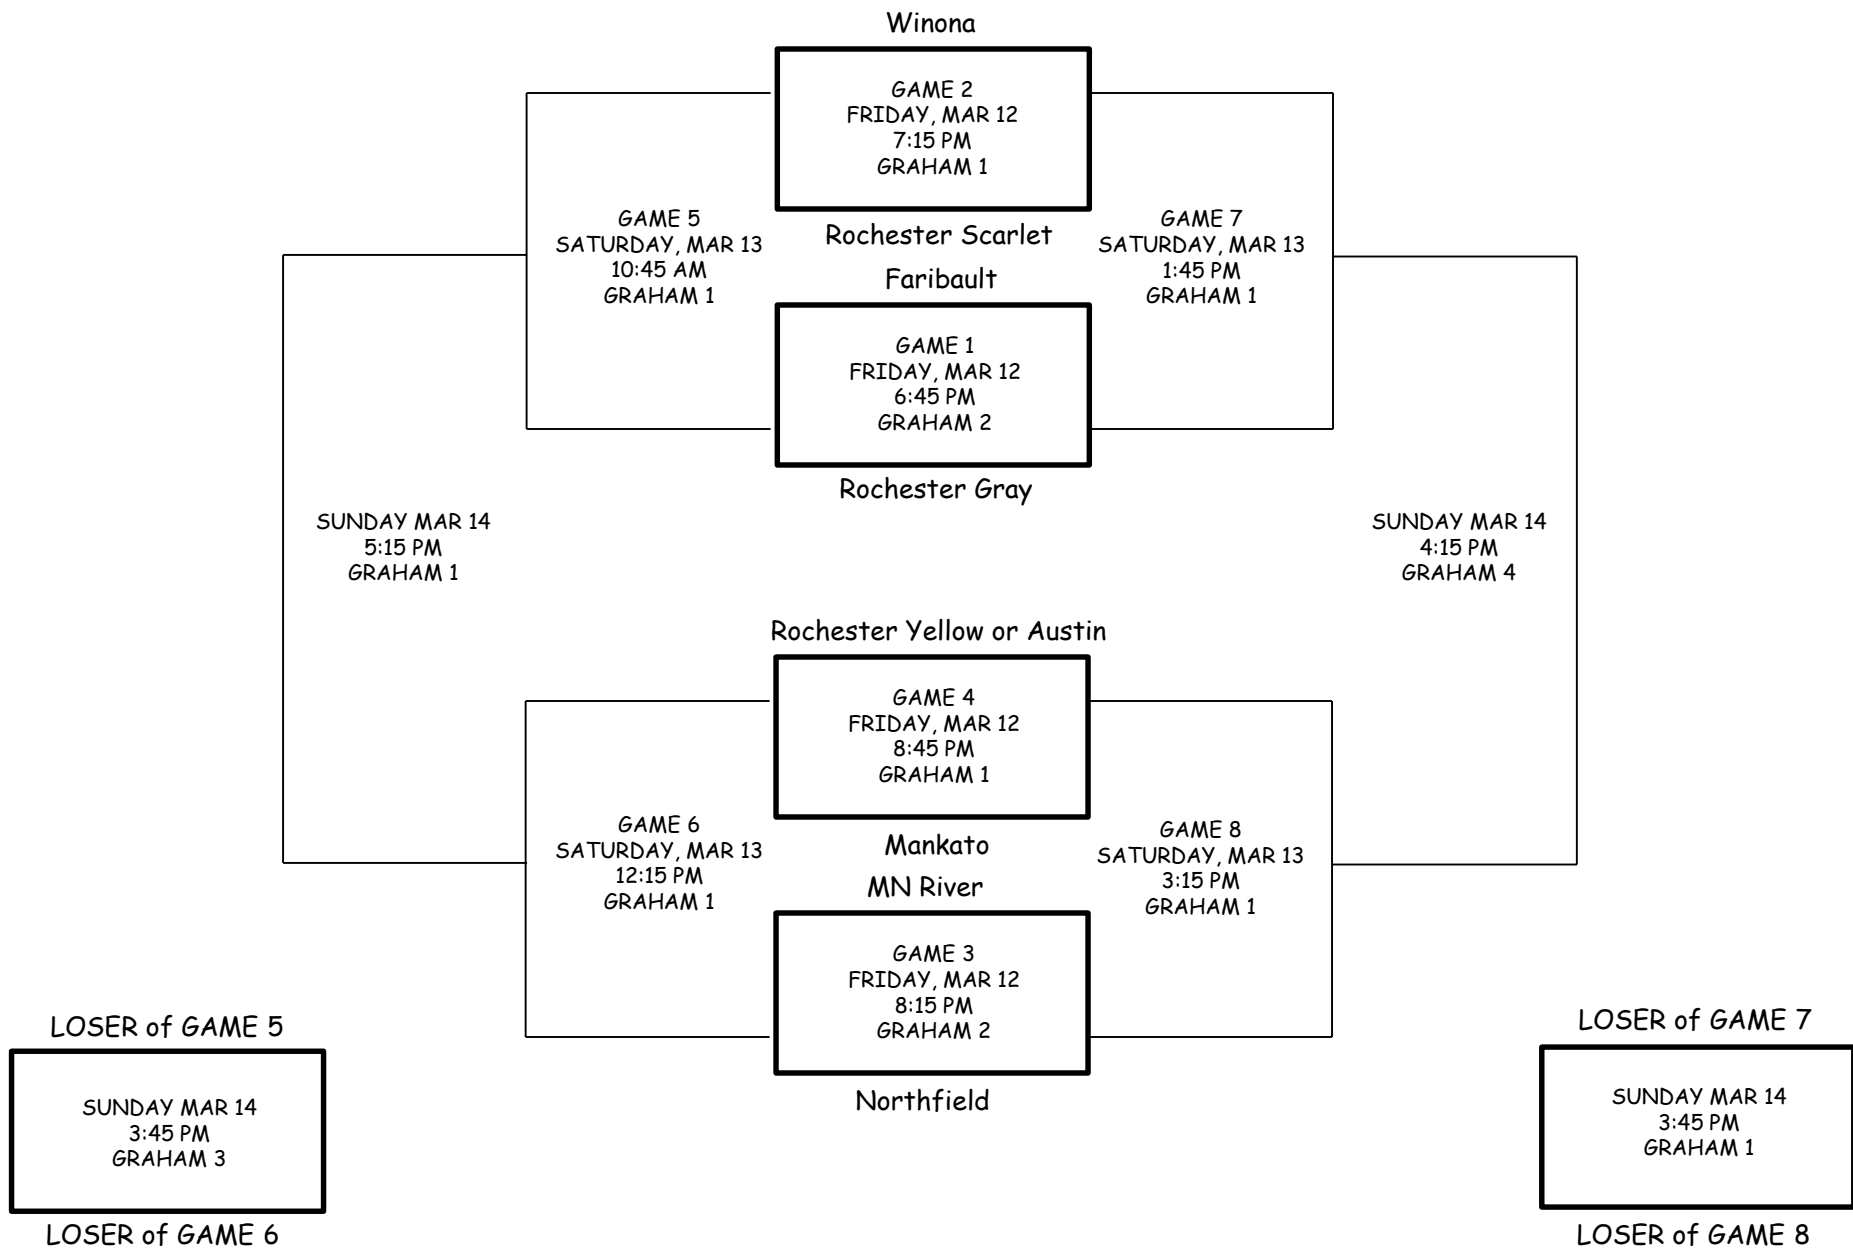 Winona
GAME 2
FRIDAY, MAR 12
7:15 PM
GRAHAM 1
Rochester Scarlet
GAME 5
SATURDAY, MAR 13
10:45 AM
GRAHAM 1
GAME 7
SATURDAY, MAR 13
1:45 PM
GRAHAM 1
Faribault
GAME 1
FRIDAY, MAR 12
6:45 PM
GRAHAM 2
Rochester Gray
SUNDAY MAR 14
5:15 PM
GRAHAM 1
SUNDAY MAR 14
4:15 PM
GRAHAM 4
Rochester Yellow or Austin
GAME 4
FRIDAY, MAR 12
8:45 PM
GRAHAM 1
Mankato
GAME 6
SATURDAY, MAR 13
12:15 PM
GRAHAM 1
GAME 8
SATURDAY, MAR 13
3:15 PM
GRAHAM 1
MN River
GAME 3
FRIDAY, MAR 12
8:15 PM
GRAHAM 2
Northfield
LOSER of GAME 5
SUNDAY MAR 14
3:45 PM
GRAHAM 3
LOSER of GAME 6
LOSER of GAME 7
SUNDAY MAR 14
3:45 PM
GRAHAM 1
LOSER of GAME 8